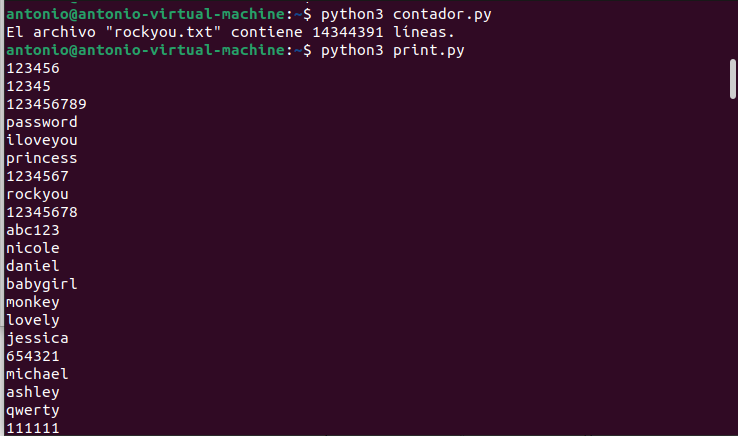 antonio@antonio-virtual-machine:~$ python3 contador.py
El archivo "rockyou.txt" contiene 14344391 líneas.
antonio@antonio-virtual-machine:~$ python3 print.py
123456
12345
123456789
password
iloveyou
princess
1234567
rockyou
12345678
abc123
nicole
daniel
babygirl
monkey
lovely
jessica
654321
michael
ashley
qwerty
111111